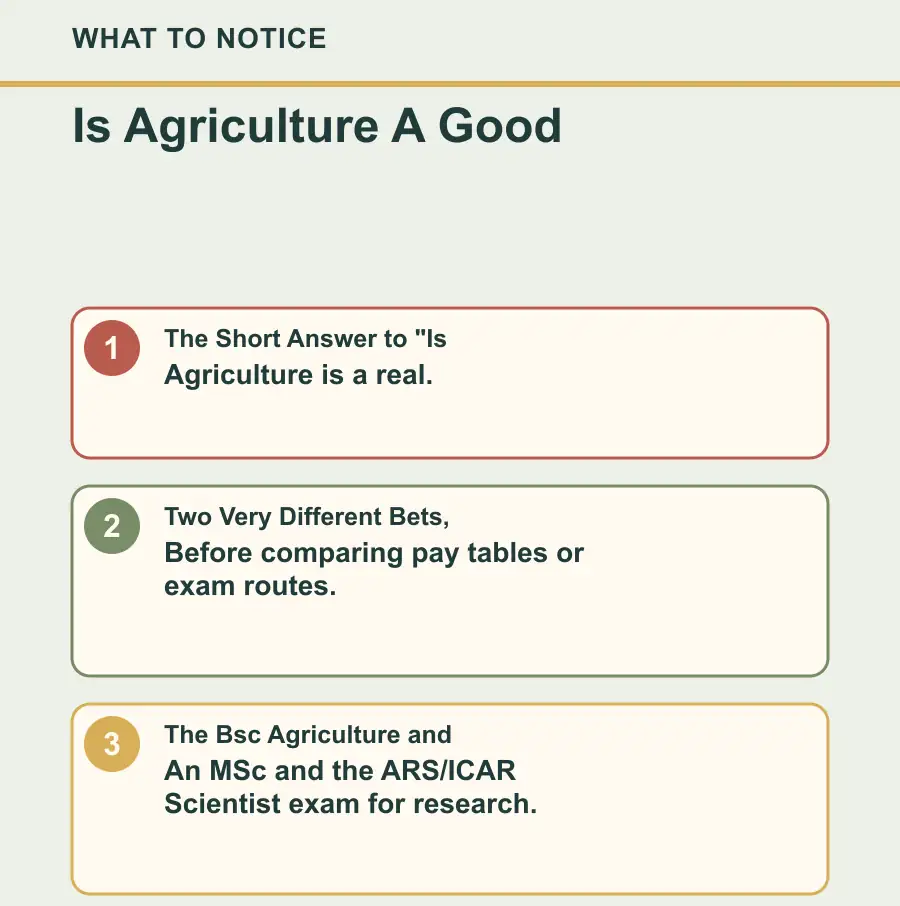 WHAT TO NOTICE
Is Agriculture A Good
1
The Short Answer to "Is
Agriculture is a real.
2
Two Very Different Bets,
Before comparing pay tables or
exam routes.
3
The Bsc Agriculture and
An MSc and the ARS/ICAR
Scientist exam for research.